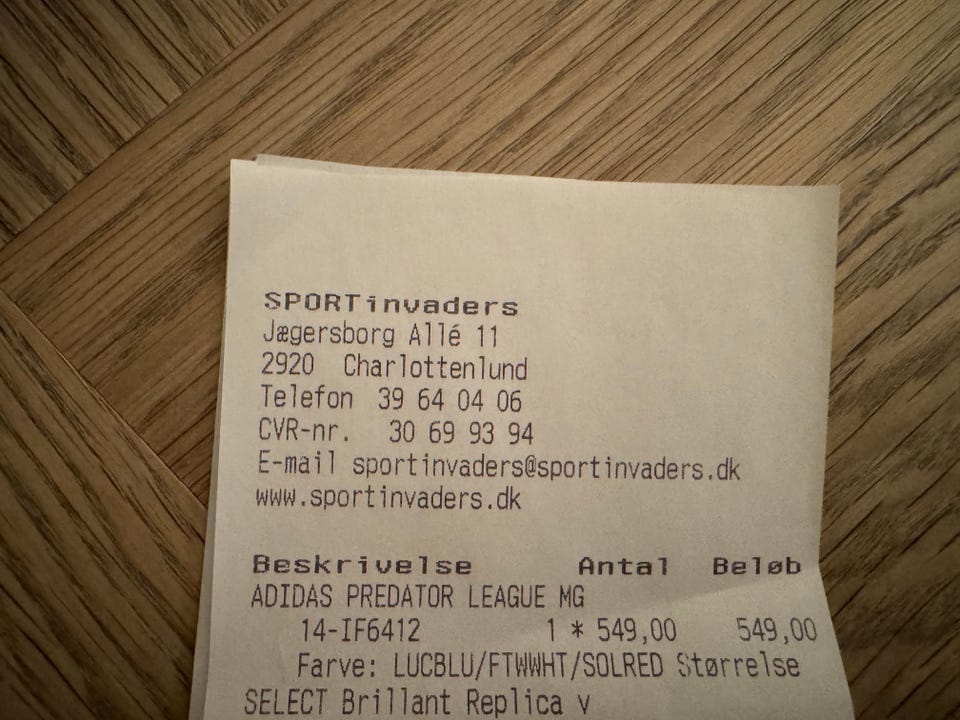 SPORTinvaders
Jægersborg Allé 11
2920 Charlottenlund
Telefon 39 64 04 06
CVR-nr. 30 69 93 94
E-mail sportinvaders@sportinvaders.dk
www.sportinvaders.dk
Beskrivelse Antal Beløb
ADIDAS PREDATOR LEAGUE MG
14-IF6412 1 * 549,00 549,00
Farve: LUCBLU/FTWWHT/SOLRED Størrelse
SELECT Brillant Replica v